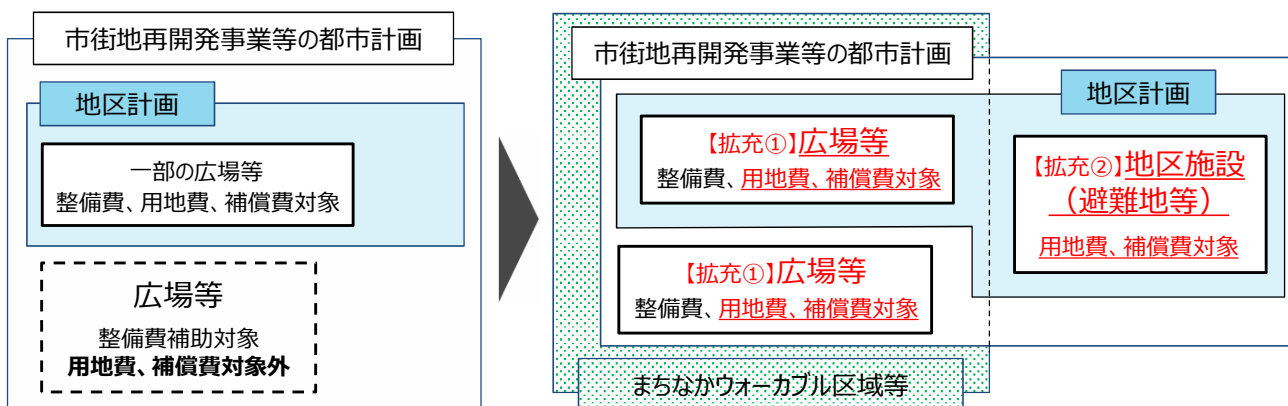 市街地再開発事業等の都市計画
地区計画
一部の広場等
整備費、用地費、補償費対象
広場等
整備費補助対象
用地費、補償費対象外
市街地再開発事業等の都市計画
地区計画
【拡充①】広場等
整備費、用地費、補償費対象
【拡充②】地区施設
（避難地等）
用地費、補償費対象
【拡充①】広場等
整備費、用地費、補償費対象
まちなかウォーカブル区域等